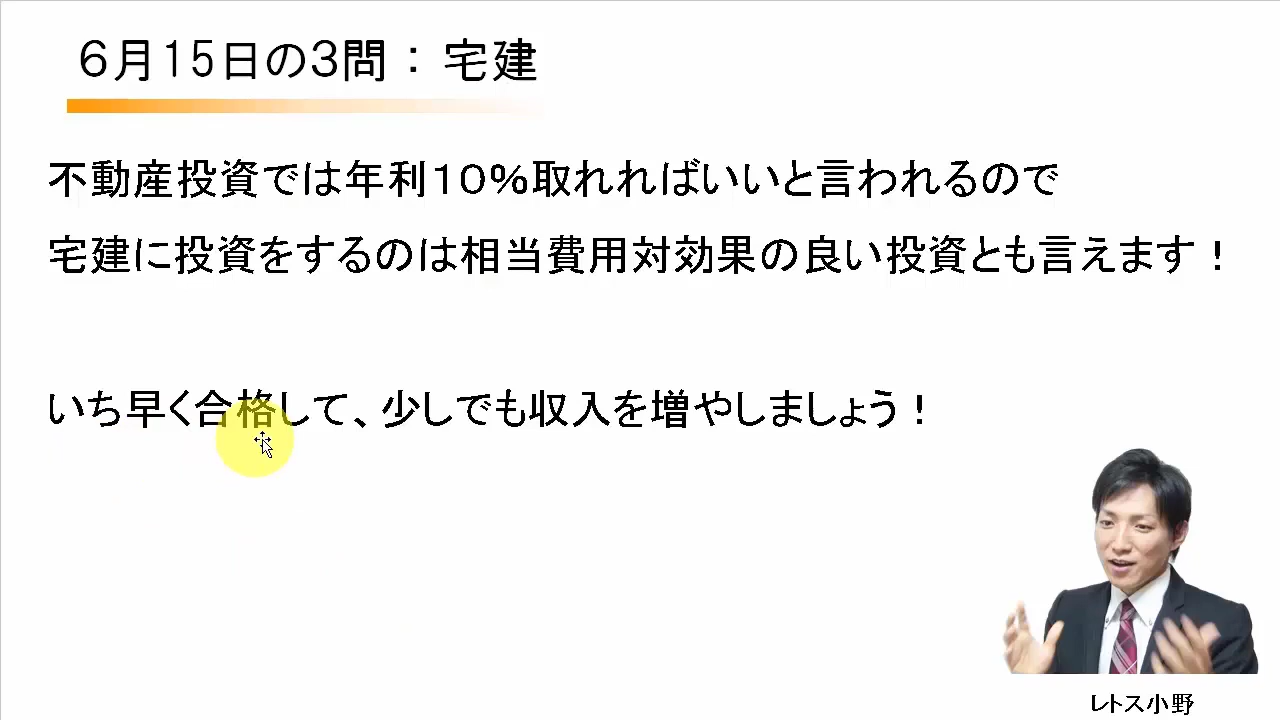 ６月15日の３問：宅建
不動産投資では年利１０％取れればいいと言われるので
宅建に投資をするのは相当費用対効果の良い投資とも言えます！
いち早く合格して、少しでも収入を増やしましょう！
レトス小野